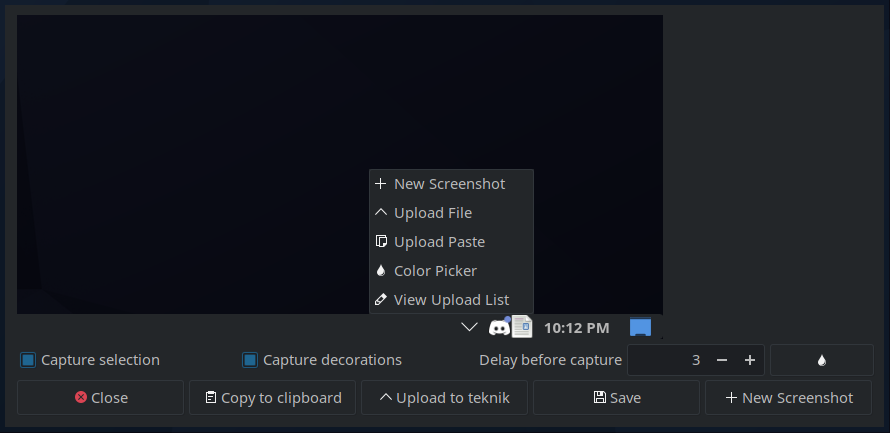 New Screenshot
Upload File
Upload Paste
Color Picker
View Upload List
10:12 PM
Capture selection
Capture decorations
Delay before capture 3
Close
Copy to clipboard
Upload to teknik
Save
New Screenshot